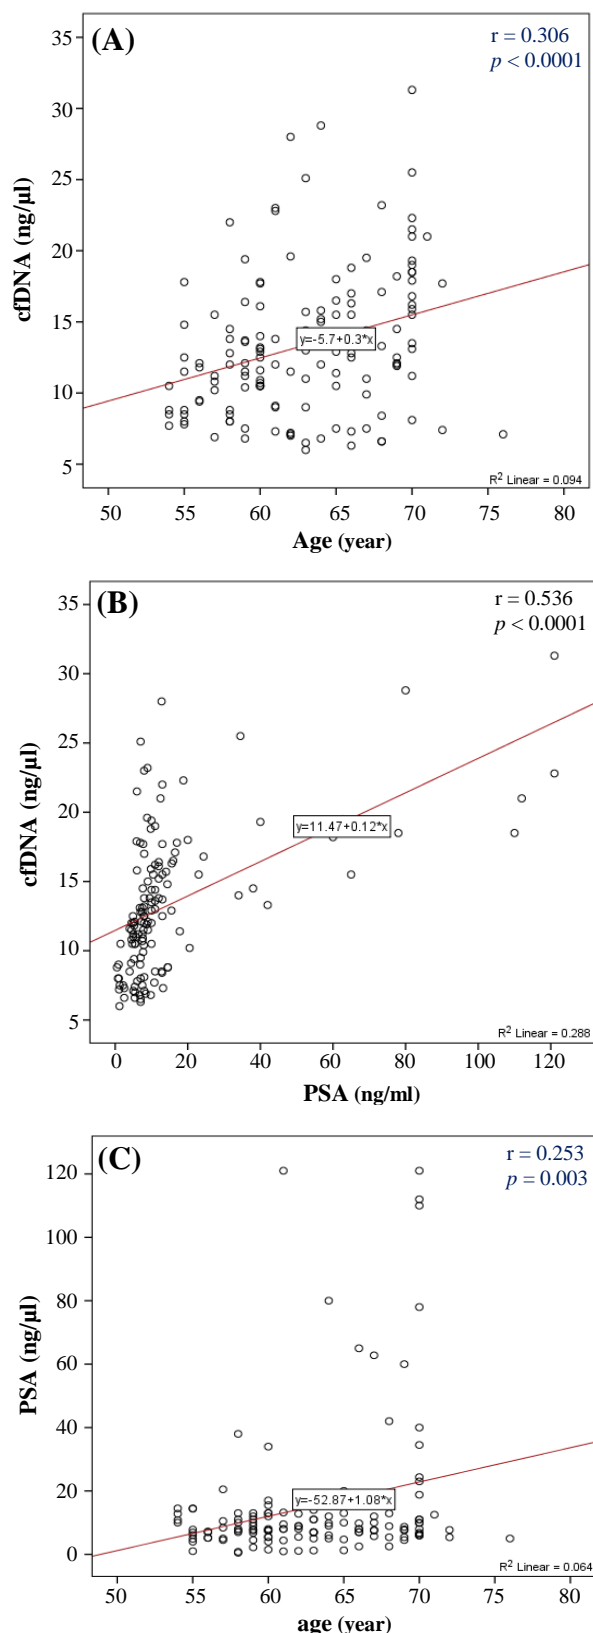 (A)
r = 0.306
p < 0.0001
35
30
25
20
15
10
5
cfDNA (ng/µl)
y=-5.7+0.3*x
R2 Linear = 0.094
50 55 60 65 70 75 80
Age (year)
(B)
r = 0.536
p < 0.0001
35
30
25
20
15
10
5
cfDNA (ng/µl)
y=11.47+0.12*x
R2 Linear = 0.288
0 20 40 60 80 100 120
PSA (ng/ml)
(C)
r = 0.253
p = 0.003
120
100
80
60
40
20
0
PSA (ng/µl)
y=-52.87+1.08*x
R2 Linear = 0.064
50 55 60 65 70 75 80
age (year)